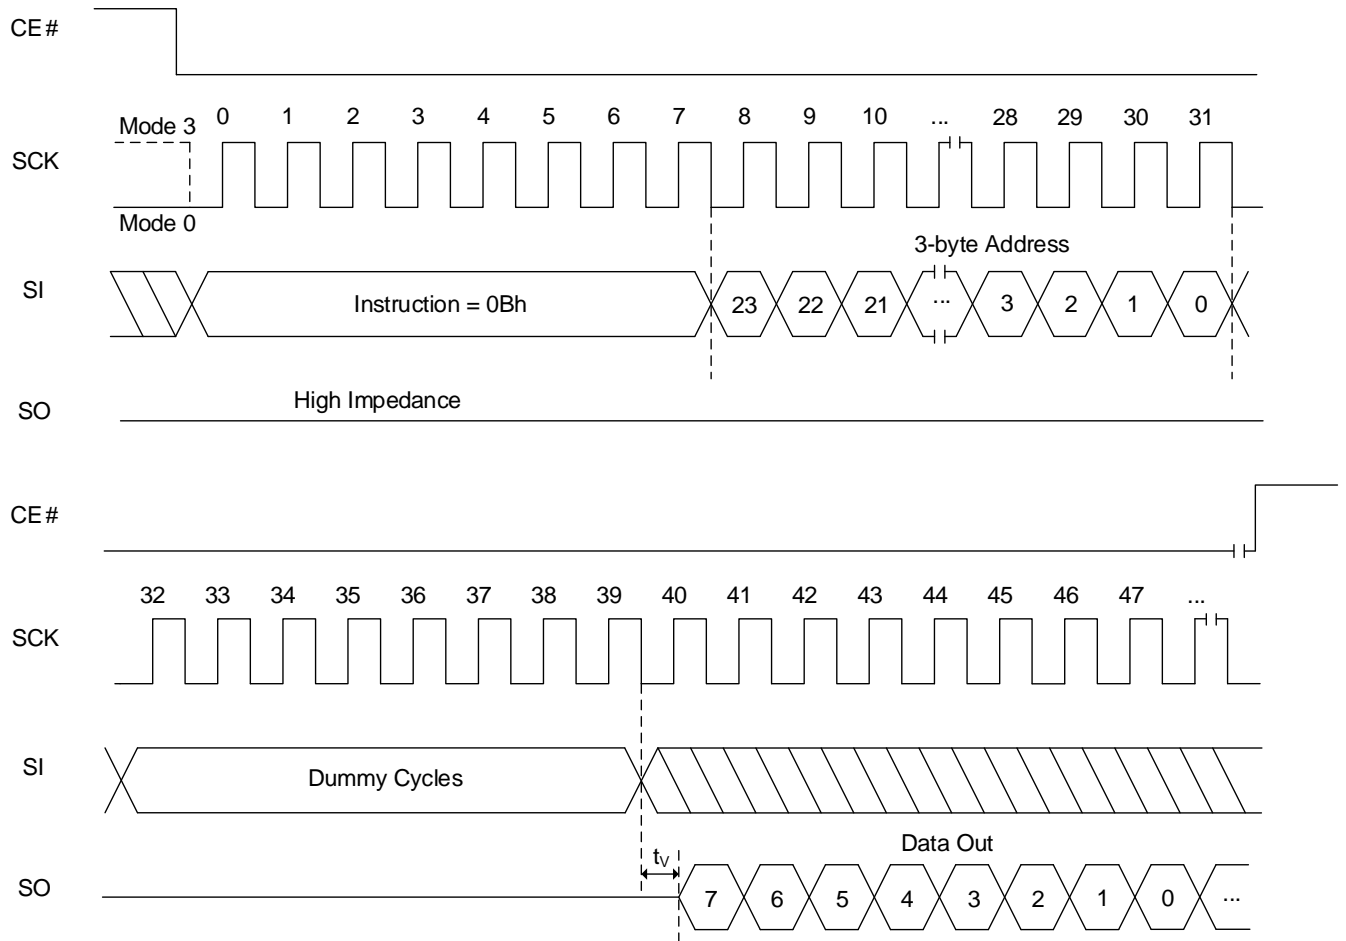 CE#
Mode 3 0 1 2 3 4 5 6 7 8 9 10 ... 28 29 30 31
SCK
Mode 0
3-byte Address
SI Instruction = 0Bh 23 22 21 ... 3 2 1 0
High Impedance
SO
CE#
32 33 34 35 36 37 38 39 40 41 42 43 44 45 46 47 ...
SCK
SI Dummy Cycles
Data Out
tV
SO 7 6 5 4 3 2 1 0 ...